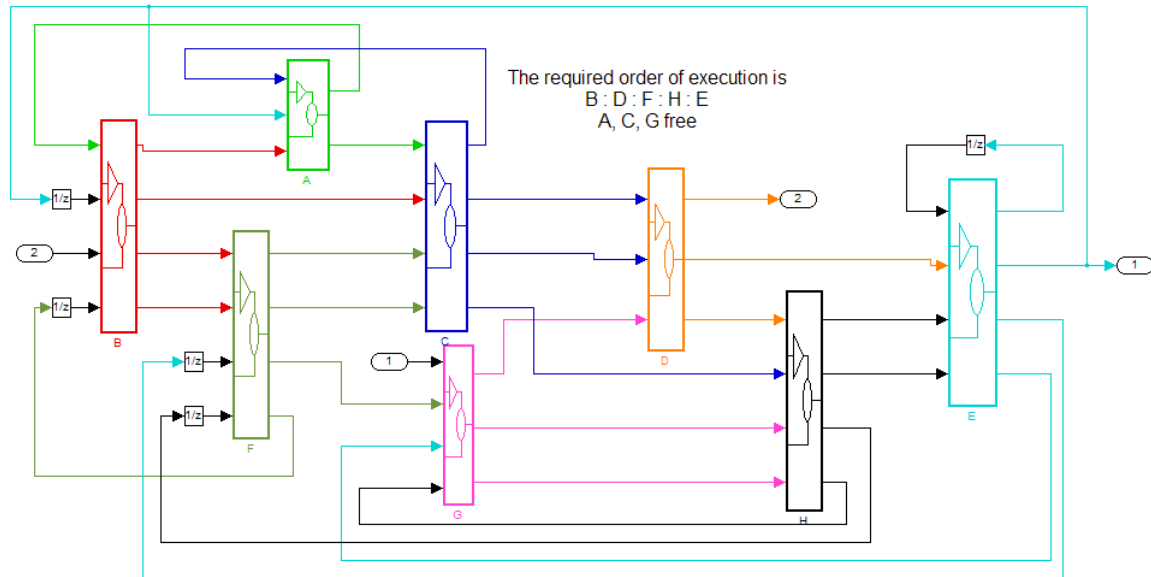 The required order of execution is
B : D : F : H : E
A, C, G free
A
1/z
1/z
2
2
1
1/z
B
C
D
1
1/z
E
1/z
F
G
H